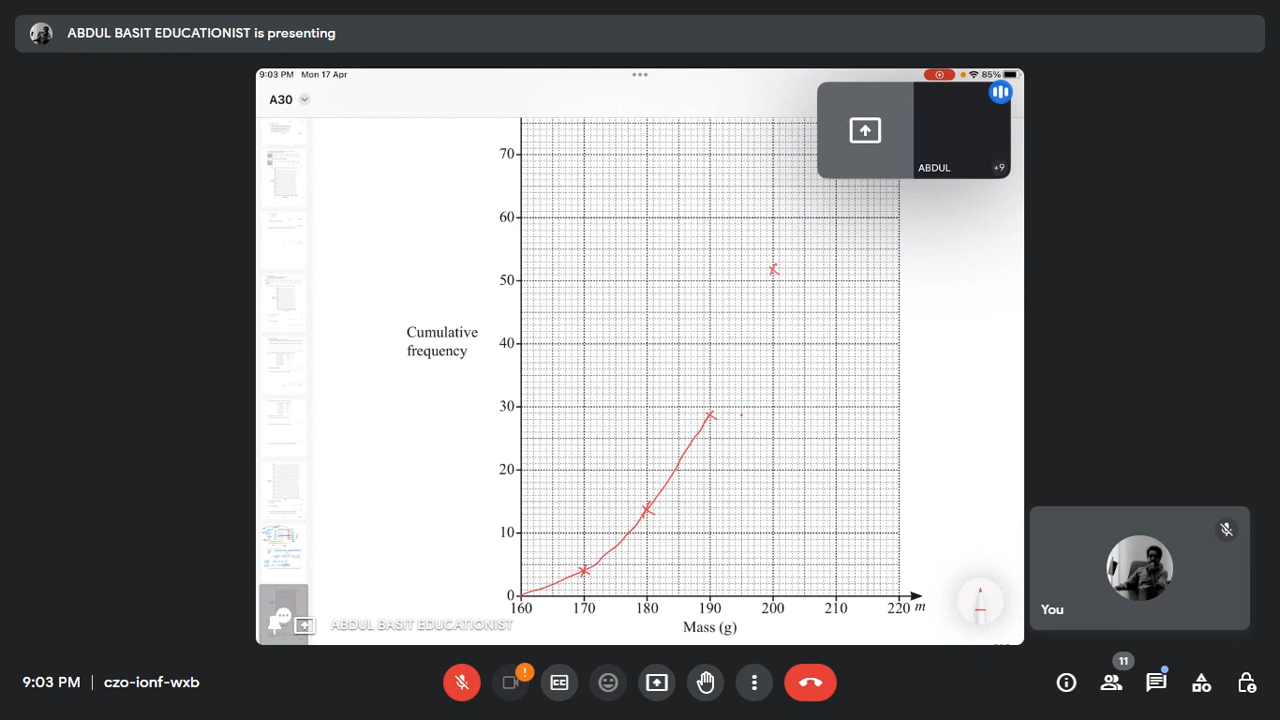 ABDUL BASIT EDUCATIONIST is presenting
9:03 PM Mon 17 Apr
85%
A30
ABDUL +9
70
60
50
Cumulative
frequency
40
30
20
10
0
160 170 180 190 200 210 220 m
Mass (g)
ABDUL BASIT EDUCATIONIST
You
11
9:03 PM | czo-ionf-wxb
CC
!